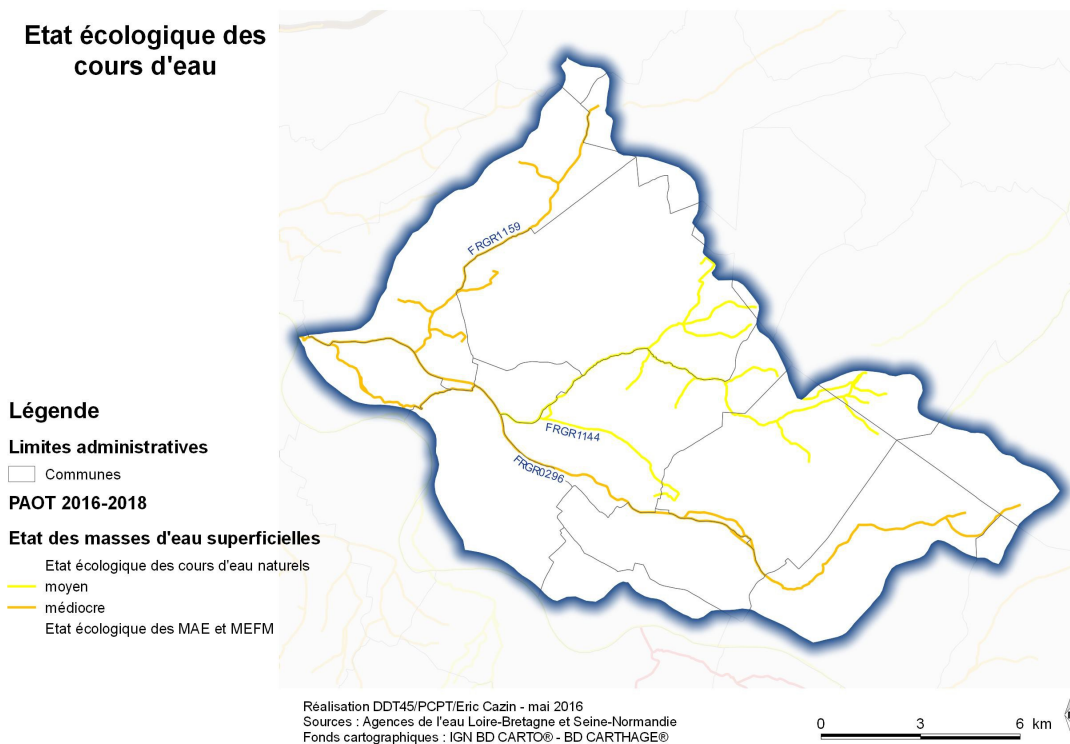 Etat écologique des
cours d'eau
FRGR1159
FRGR1144
FRGR0296
Légende
Limites administratives
Communes
PAOT 2016-2018
Etat des masses d'eau superficielles
Etat écologique des cours d'eau naturels
moyen
médiocre
Etat écologique des MAE et MEFM
Réalisation DDT45/PCPT/Eric Cazin - mai 2016
Sources : Agences de l'eau Loire-Bretagne et Seine-Normandie
Fonds cartographiques : IGN BD CARTO® - BD CARTHAGE®
0 3 6 km